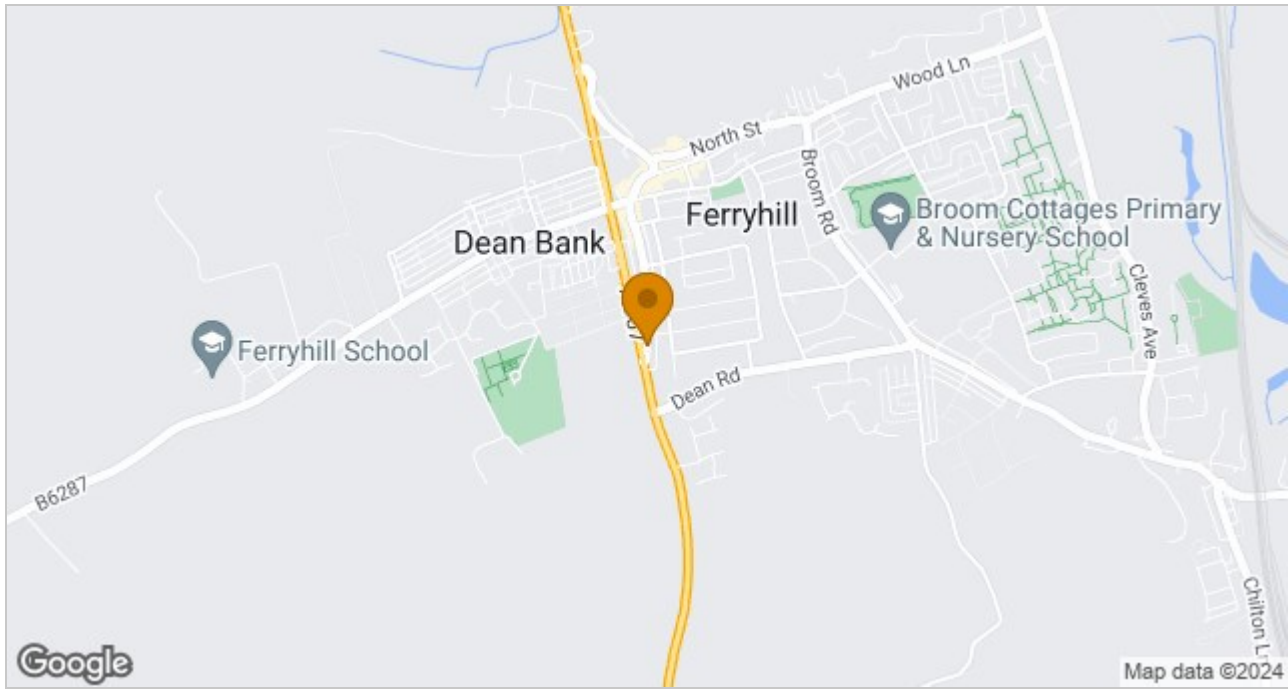 Wood Ln
North St
Broom Rd
Ferryhill
Broom Cottages Primary
& Nursery School
Dean Bank
Cleves Ave
Ferryhill School
Dean Rd
B6287
Chilton Ln
Google
Map data ©2024